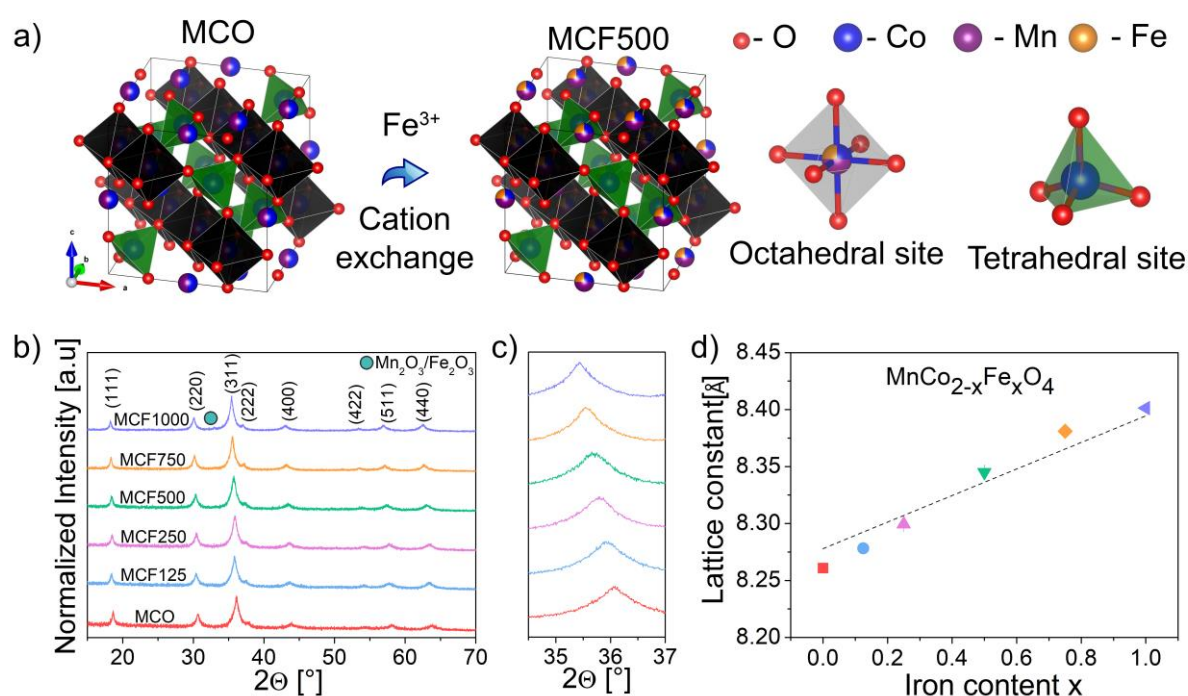 a)
MCO
MCF500
- O
- Co
- Mn
- Fe
Fe³⁺
Cation
exchange
c
b
a
Octahedral site
Tetrahedral site
b)
Normalized Intensity [a.u]
Mn₂O₃/Fe₂O₃
(111)
(220)
(311)
(222)
(400)
(422)
(511)
(440)
MCF1000
MCF750
MCF500
MCF250
MCF125
MCO
20 30 40 50 60 70
2Θ [°]
c)
34.5 36.0 37
2Θ [°]
d)
Lattice constant[Å]
MnCo₂₋ₓFeₓO₄
8.45
8.40
8.35
8.30
8.25
8.20
0.0 0.2 0.4 0.6 0.8 1.0
Iron content x